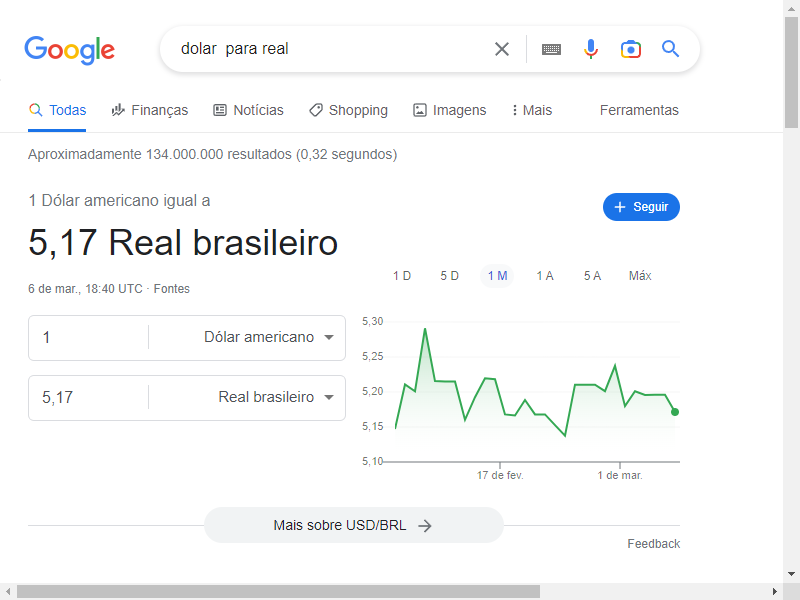 Google
dolar  para real
Todas Finanças Notícias Shopping Imagens Mais Ferramentas
Aproximadamente 134.000.000 resultados (0,32 segundos)
1 Dólar americano igual a
Seguir
5,17 Real brasileiro
6 de mar., 18:40 UTC · Fontes
1 D 5 D 1 M 1 A 5 A Máx
1 Dólar americano
5,17 Real brasileiro
5,30
5,25
5,20
5,15
5,10
17 de fev. 1 de mar.
Mais sobre USD/BRL
Feedback